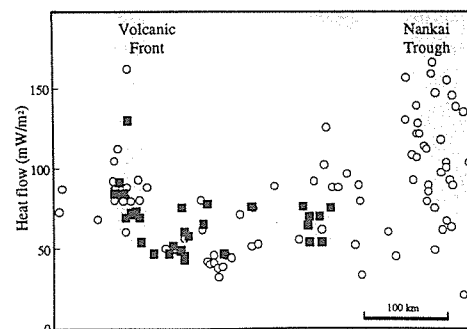 Volcanic
Front
Nankai
Trough
150
100
50
0
Heat flow (mW/m²)
100 km